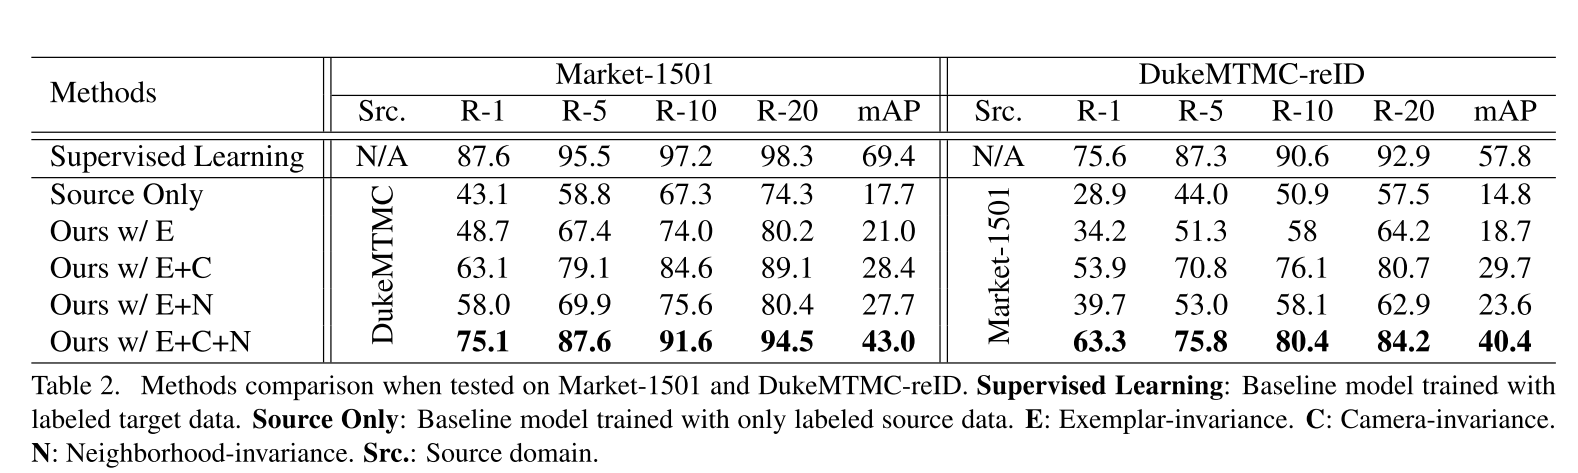 Methods Market-1501 DukeMTMC-reID
Src. R-1 R-5 R-10 R-20 mAP Src. R-1 R-5 R-10 R-20 mAP
Supervised Learning N/A 87.6 95.5 97.2 98.3 69.4 N/A 75.6 87.3 90.6 92.9 57.8
Source Only DukeMTMC 43.1 58.8 67.3 74.3 17.7 Market-1501 28.9 44.0 50.9 57.5 14.8
Ours w/ E 48.7 67.4 74.0 80.2 21.0 34.2 51.3 58 64.2 18.7
Ours w/ E+C 63.1 79.1 84.6 89.1 28.4 53.9 70.8 76.1 80.7 29.7
Ours w/ E+N 58.0 69.9 75.6 80.4 27.7 39.7 53.0 58.1 62.9 23.6
Ours w/ E+C+N 75.1 87.6 91.6 94.5 43.0 63.3 75.8 80.4 84.2 40.4
Table 2. Methods comparison when tested on Market-1501 and DukeMTMC-reID. Supervised Learning: Baseline model trained with
labeled target data. Source Only: Baseline model trained with only labeled source data. E: Exemplar-invariance. C: Camera-invariance.
N: Neighborhood-invariance. Src.: Source domain.